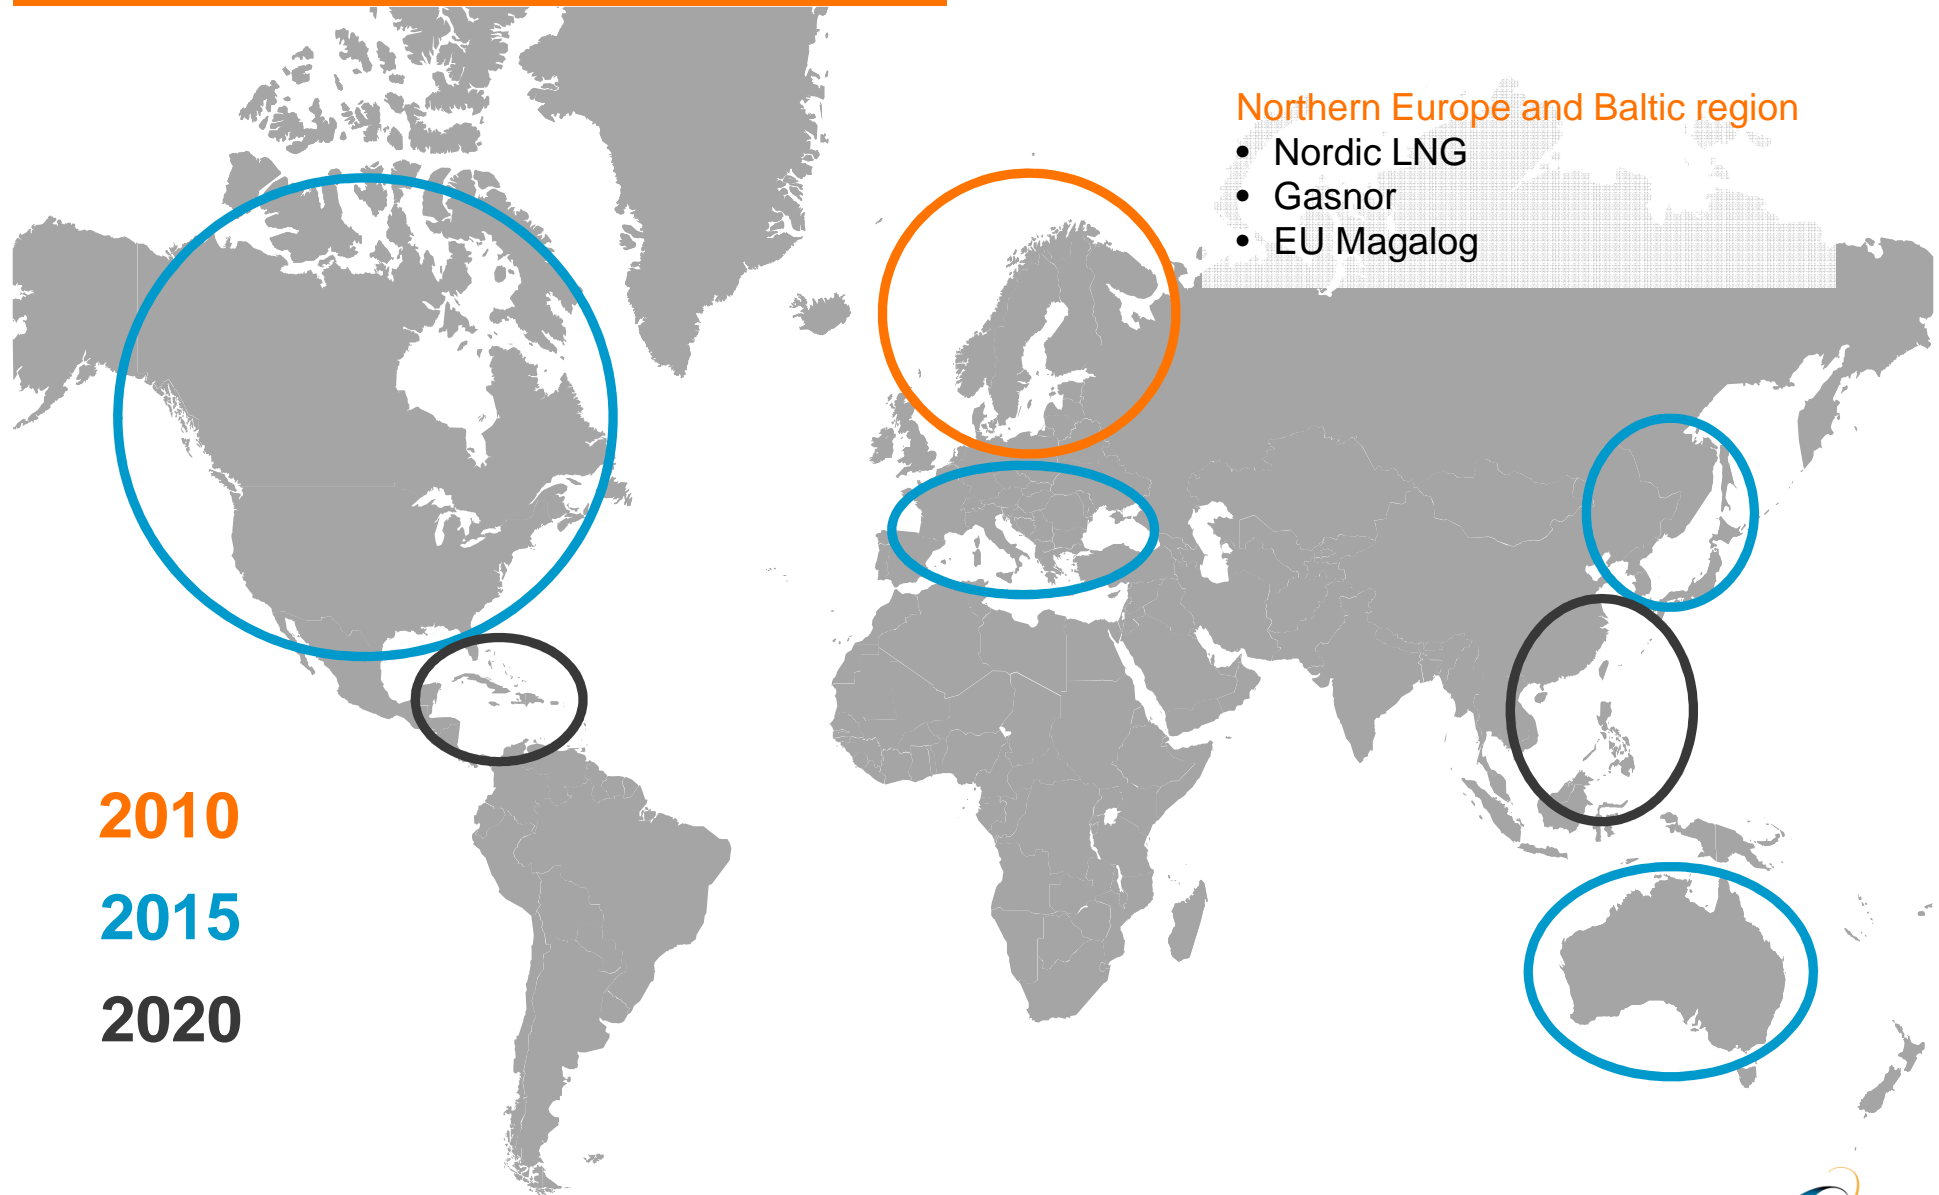 Northern Europe and Baltic region
• Nordic LNG
• Gasnor
• EU Magalog
2010
2015
2020